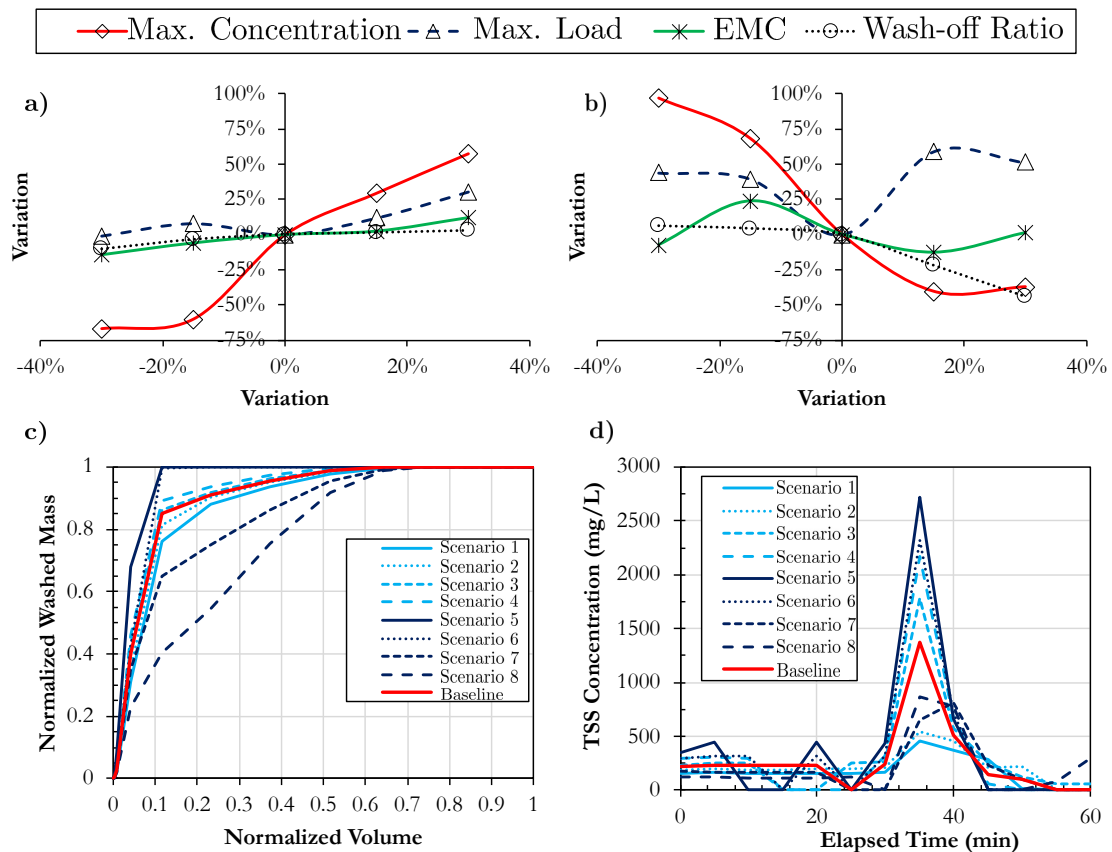 Max. Concentration Max. Load EMC Wash-off Ratio
a)
100%
75%
50%
25%
0%
-25%
-50%
-75%
-40% -20% 0% 20% 40%
Variation
Variation
b)
100%
75%
50%
25%
0%
-25%
-50%
-75%
-40% -20% 0% 20% 40%
Variation
Variation
c)
1
0.8
0.6
0.4
0.2
0
0 0.1 0.2 0.3 0.4 0.5 0.6 0.7 0.8 0.9 1
Normalized Washed Mass
Normalized Volume
Scenario 1
Scenario 2
Scenario 3
Scenario 4
Scenario 5
Scenario 6
Scenario 7
Scenario 8
Baseline
d)
3000
2500
2000
1500
1000
500
0
0 20 40 60
TSS Concentration (mg/L)
Elapsed Time (min)
Scenario 1
Scenario 2
Scenario 3
Scenario 4
Scenario 5
Scenario 6
Scenario 7
Scenario 8
Baseline